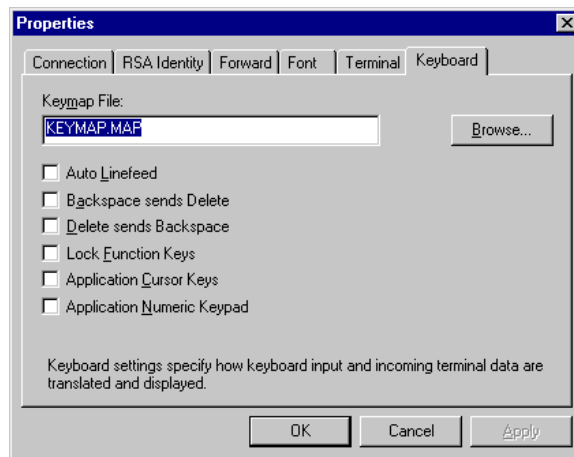 Properties
Connection RSA Identity Forward Font Terminal Keyboard
Keymap File:
KEYMAP.MAP
Browse...
Auto Linefeed
Backspace sends Delete
Delete sends Backspace
Lock Function Keys
Application Cursor Keys
Application Numeric Keypad
Keyboard settings specify how keyboard input and incoming terminal data are
translated and displayed.
OK Cancel Apply